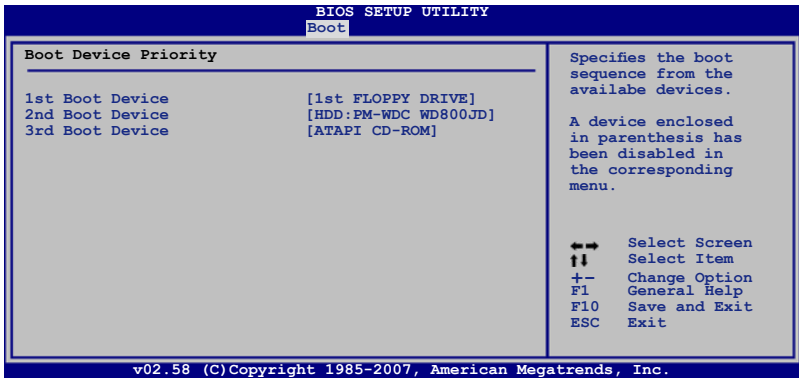 BIOS SETUP UTILITY
Boot
Boot Device Priority
1st Boot Device [1st FLOPPY DRIVE]
2nd Boot Device [HDD:PM-WDC WD800JD]
3rd Boot Device [ATAPI CD-ROM]
Specifies the boot
sequence from the
availabe devices.
A device enclosed
in parenthesis has
been disabled in
the corresponding
menu.
←→ Select Screen
↑↓ Select Item
+- Change Option
F1 General Help
F10 Save and Exit
ESC Exit
v02.58 (C)Copyright 1985-2007, American Megatrends, Inc.